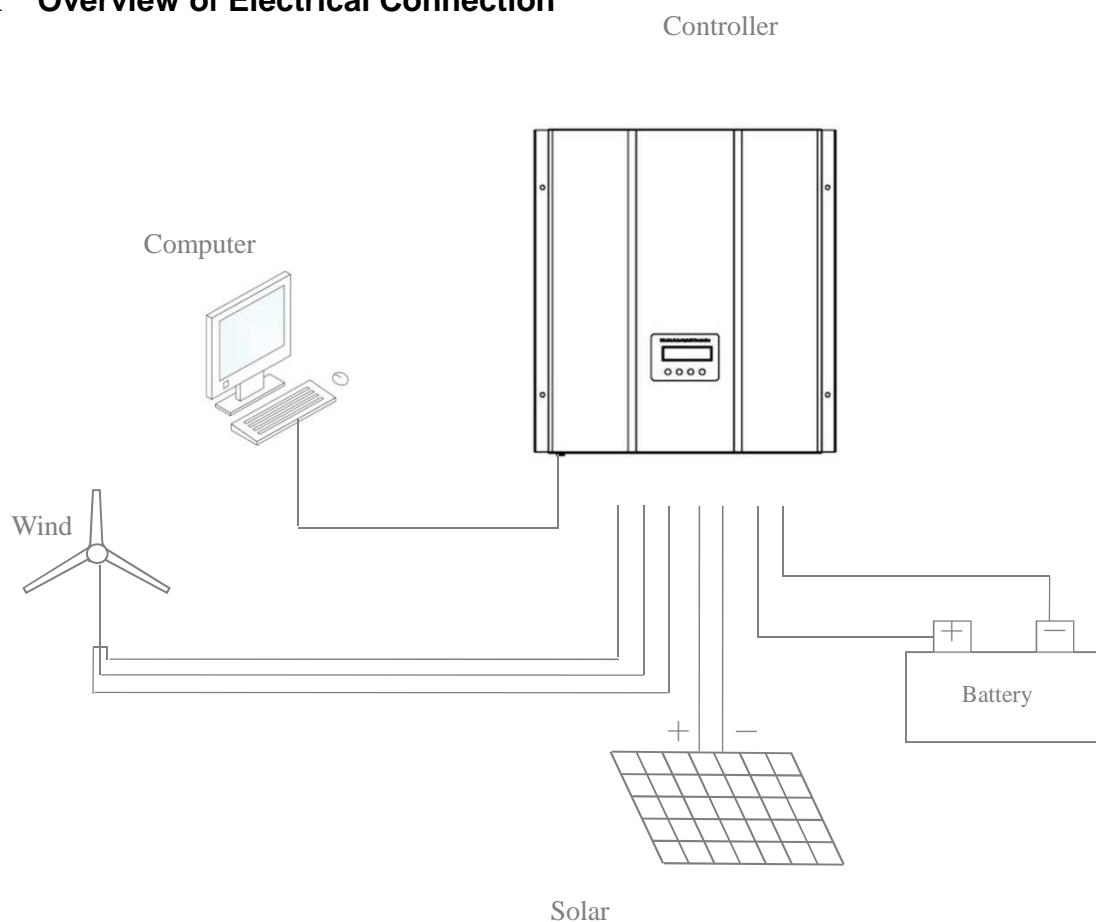 Overview of Electrical Connection
Controller
Computer
Wind
+ −
Battery
+ −
Solar